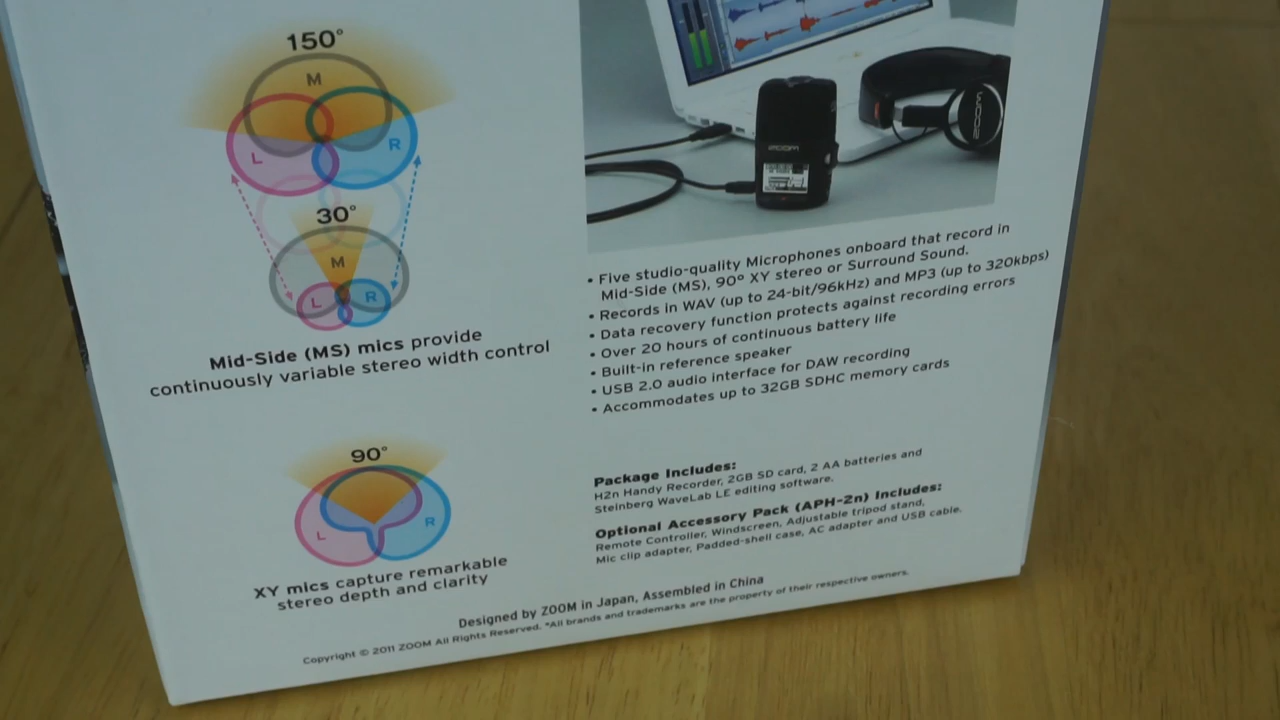 150°
M
L
R
30°
M
L
R
Mid-Side (MS) mics provide
continuously variable stereo width control
90°
L
R
XY mics capture remarkable
stereo depth and clarity
ZOOM
ZOOM
• Five studio-quality Microphones onboard that record in
Mid-Side (MS), 90° XY stereo or Surround Sound.
• Records in WAV (up to 24-bit/96kHz) and MP3 (up to 320kbps)
• Data recovery function protects against recording errors
• Over 20 hours of continuous battery life
• Built-in reference speaker
• USB 2.0 audio interface for DAW recording
• Accommodates up to 32GB SDHC memory cards
Package Includes:
H2n Handy Recorder, 2GB SD card, 2 AA batteries and
Steinberg WaveLab LE editing software.
Optional Accessory Pack (APH-2n) Includes:
Remote Controller, Windscreen, Adjustable tripod stand,
Mic clip adapter, Padded-shell case, AC adapter and USB cable.
Designed by ZOOM in Japan, Assembled in China
Copyright © 2011 ZOOM All Rights Reserved. *All brands and trademarks are the property of their respective owners.